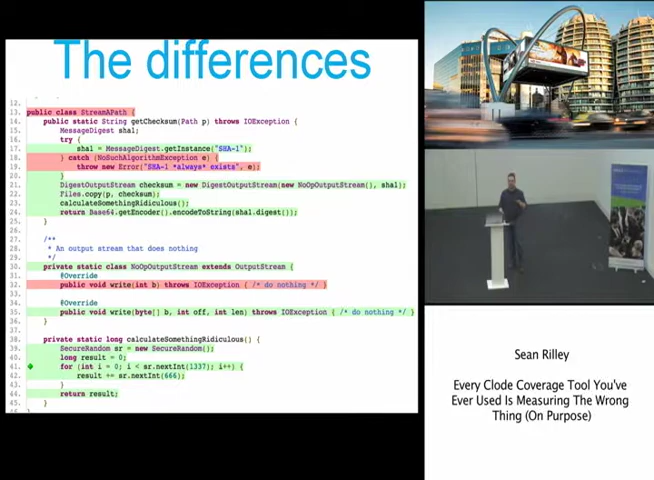 The differences
12.
13. public class StreamAPath {
14. public static String getChecksum(Path p) throws IOException {
15. MessageDigest sha1;
16. try {
17. sha1 = MessageDigest.getInstance("SHA-1");
18. } catch (NoSuchAlgorithmException e) {
19. throw new Error("SHA-1 *always* exists", e);
20. }
21. DigestOutputStream checksum = new DigestOutputStream(new NoOpOutputStream(), sha1);
22. Files.copy(p, checksum);
23. calculateSomethingRidiculous();
24. return Base64.getEncoder().encodeToString(sha1.digest());
25. }
26.
27. /**
28. * An output stream that does nothing
29. */
30. private static class NoOpOutputStream extends OutputStream {
31. @Override
32. public void write(int b) throws IOException { /* do nothing */ }
33.
34. @Override
35. public void write(byte[] b, int off, int len) throws IOException { /* do nothing */ }
36. }
37.
38. private static long calculateSomethingRidiculous() {
39. SecureRandom sr = new SecureRandom();
40. long result = 0;
41. for (int i = 0; i < sr.nextInt(1337); i++) {
42. result += sr.nextInt(666);
43. }
44. return result;
45. }
Sean Riley
Every Clode Coverage Tool You've
Ever Used Is Measuring The Wrong
Thing (On Purpose)